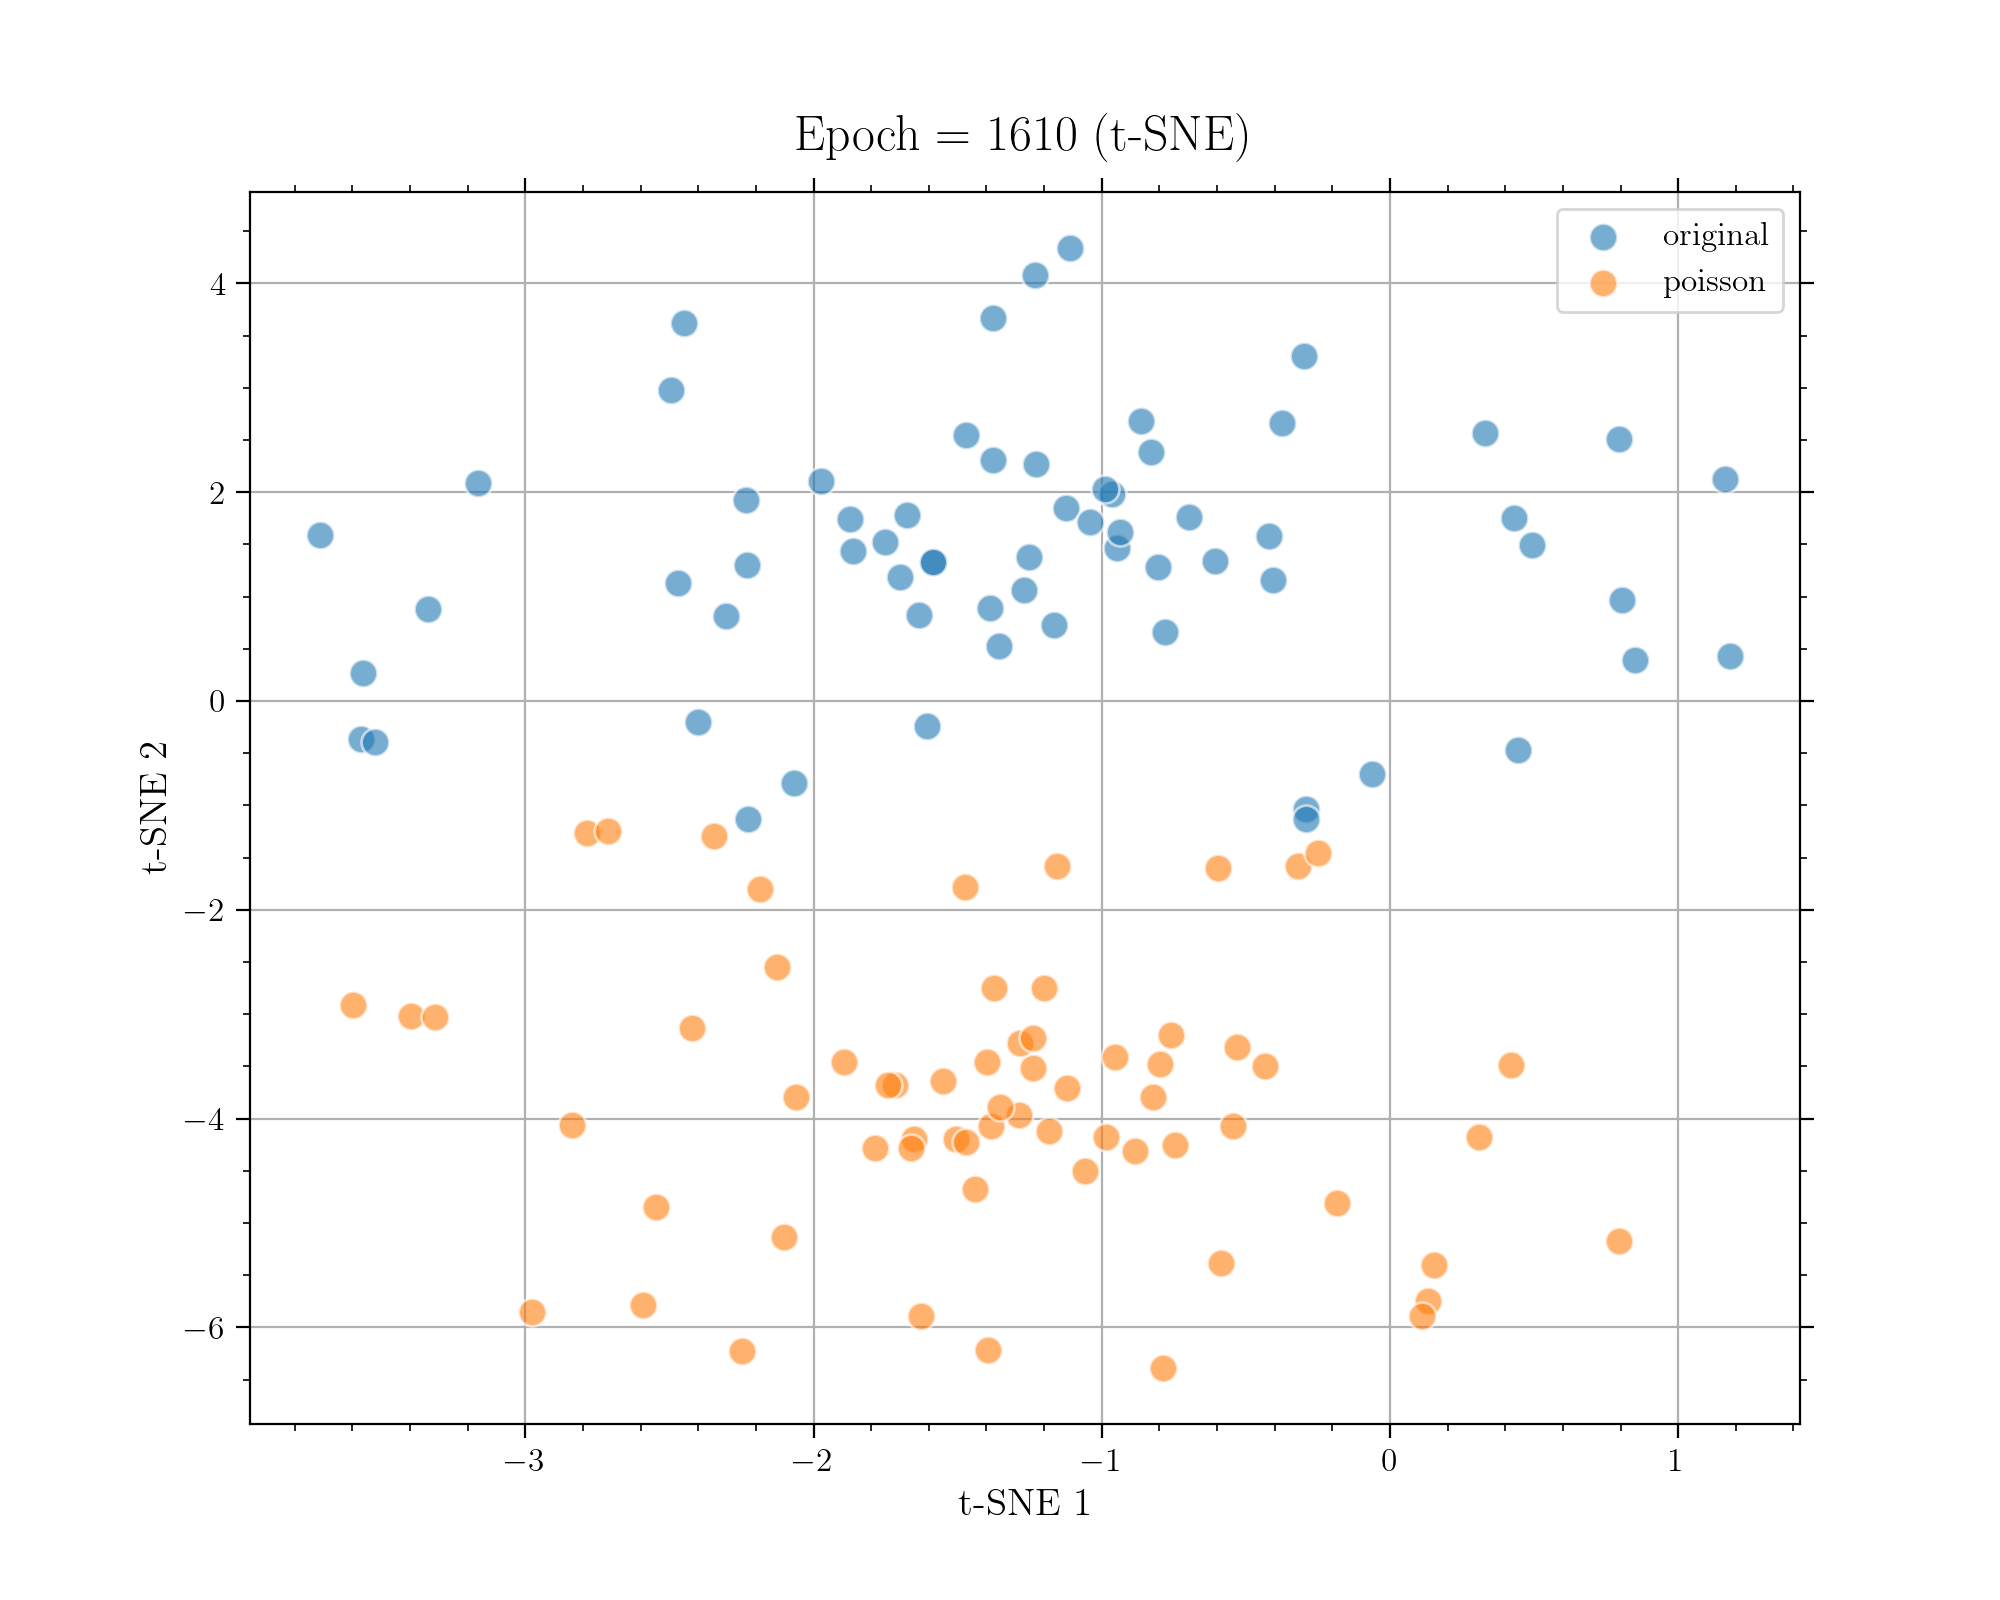 Epoch = 1610 (t-SNE)
original
poisson
4
2
0
−2
−4
−6
t-SNE 2
−3
−2
−1
0
1
t-SNE 1